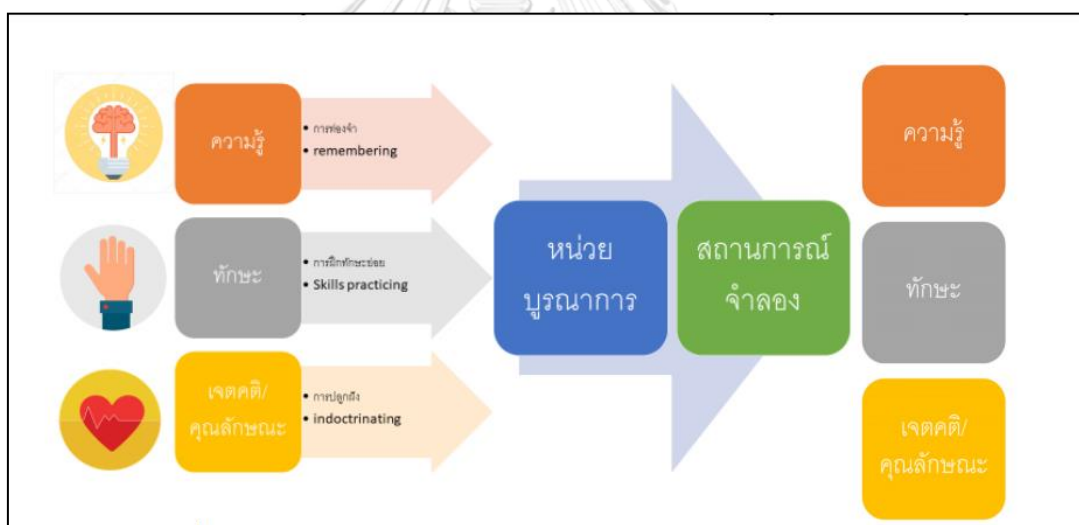 ความรู้
• การท่องจำ
• remembering
ทักษะ
• การฝึกทักษะย่อย
• Skills practicing
เจตคติ/
คุณลักษณะ
• การปลูกฝัง
• indoctrinating
หน่วย
บูรณาการ
สถานการณ์
จำลอง
ความรู้
ทักษะ
เจตคติ/
คุณลักษณะ